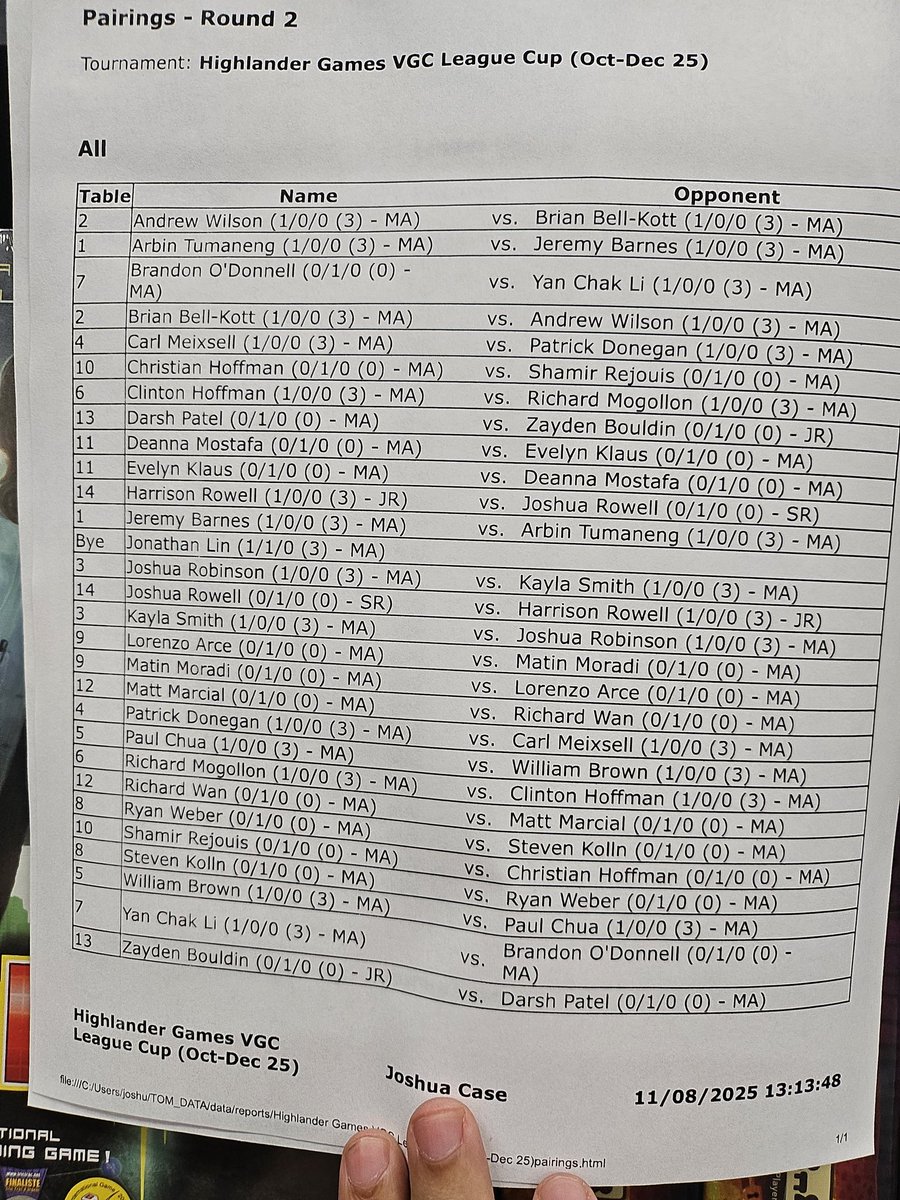 Pairings - Round 2
Tournament: Highlander Games VGC League Cup (Oct-Dec 25)
All
Table Name Opponent
2 Andrew Wilson (1/0/0 (3) - MA) vs. Brian Bell-Kott (1/0/0 (3) - MA)
1 Arbin Tumaneng (1/0/0 (3) - MA) vs. Jeremy Barnes (1/0/0 (3) - MA)
7 Brandon O'Donnell (0/1/0 (0) - MA) vs. Yan Chak Li (1/0/0 (3) - MA)
2 Brian Bell-Kott (1/0/0 (3) - MA) vs. Andrew Wilson (1/0/0 (3) - MA)
4 Carl Meixsell (1/0/0 (3) - MA) vs. Patrick Donegan (1/0/0 (3) - MA)
10 Christian Hoffman (0/1/0 (0) - MA) vs. Shamir Rejouis (0/1/0 (0) - MA)
6 Clinton Hoffman (1/0/0 (3) - MA) vs. Richard Mogollon (1/0/0 (3) - MA)
13 Darsh Patel (0/1/0 (0) - MA) vs. Zayden Bouldin (0/1/0 (0) - JR)
11 Deanna Mostafa (0/1/0 (0) - MA) vs. Evelyn Klaus (0/1/0 (0) - MA)
11 Evelyn Klaus (0/1/0 (0) - MA) vs. Deanna Mostafa (0/1/0 (0) - MA)
14 Harrison Rowell (1/0/0 (3) - JR) vs. Joshua Rowell (0/1/0 (0) - SR)
1 Jeremy Barnes (1/0/0 (3) - MA) vs. Arbin Tumaneng (1/0/0 (3) - MA)
Bye Jonathan Lin (1/1/0 (3) - MA)
3 Joshua Robinson (1/0/0 (3) - MA) vs. Kayla Smith (1/0/0 (3) - MA)
14 Joshua Rowell (0/1/0 (0) - SR) vs. Harrison Rowell (1/0/0 (3) - JR)
3 Kayla Smith (1/0/0 (3) - MA) vs. Joshua Robinson (1/0/0 (3) - MA)
9 Lorenzo Arce (0/1/0 (0) - MA) vs. Matin Moradi (0/1/0 (0) - MA)
9 Matin Moradi (0/1/0 (0) - MA) vs. Lorenzo Arce (0/1/0 (0) - MA)
12 Matt Marcial (0/1/0 (0) - MA) vs. Richard Wan (0/1/0 (0) - MA)
4 Patrick Donegan (1/0/0 (3) - MA) vs. Carl Meixsell (1/0/0 (3) - MA)
5 Paul Chua (1/0/0 (3) - MA) vs. William Brown (1/0/0 (3) - MA)
6 Richard Mogollon (1/0/0 (3) - MA) vs. Clinton Hoffman (1/0/0 (3) - MA)
12 Richard Wan (0/1/0 (0) - MA) vs. Matt Marcial (0/1/0 (0) - MA)
8 Ryan Weber (0/1/0 (0) - MA) vs. Steven Kolln (0/1/0 (0) - MA)
10 Shamir Rejouis (0/1/0 (0) - MA) vs. Christian Hoffman (0/1/0 (0) - MA)
8 Steven Kolln (0/1/0 (0) - MA) vs. Ryan Weber (0/1/0 (0) - MA)
5 William Brown (1/0/0 (3) - MA) vs. Paul Chua (1/0/0 (3) - MA)
7 Yan Chak Li (1/0/0 (3) - MA) vs. Brandon O'Donnell (0/1/0 (0) - MA)
13 Zayden Bouldin (0/1/0 (0) - JR) vs. Darsh Patel (0/1/0 (0) - MA)
Highlander Games VGC
League Cup (Oct-Dec 25)
Joshua Case
11/08/2025 13:13:48
file:///C:/Users/joshu/TOM_DATA/data/reports/Highlander Games -Dec 25)pairings.html
1/1
FINALISTE